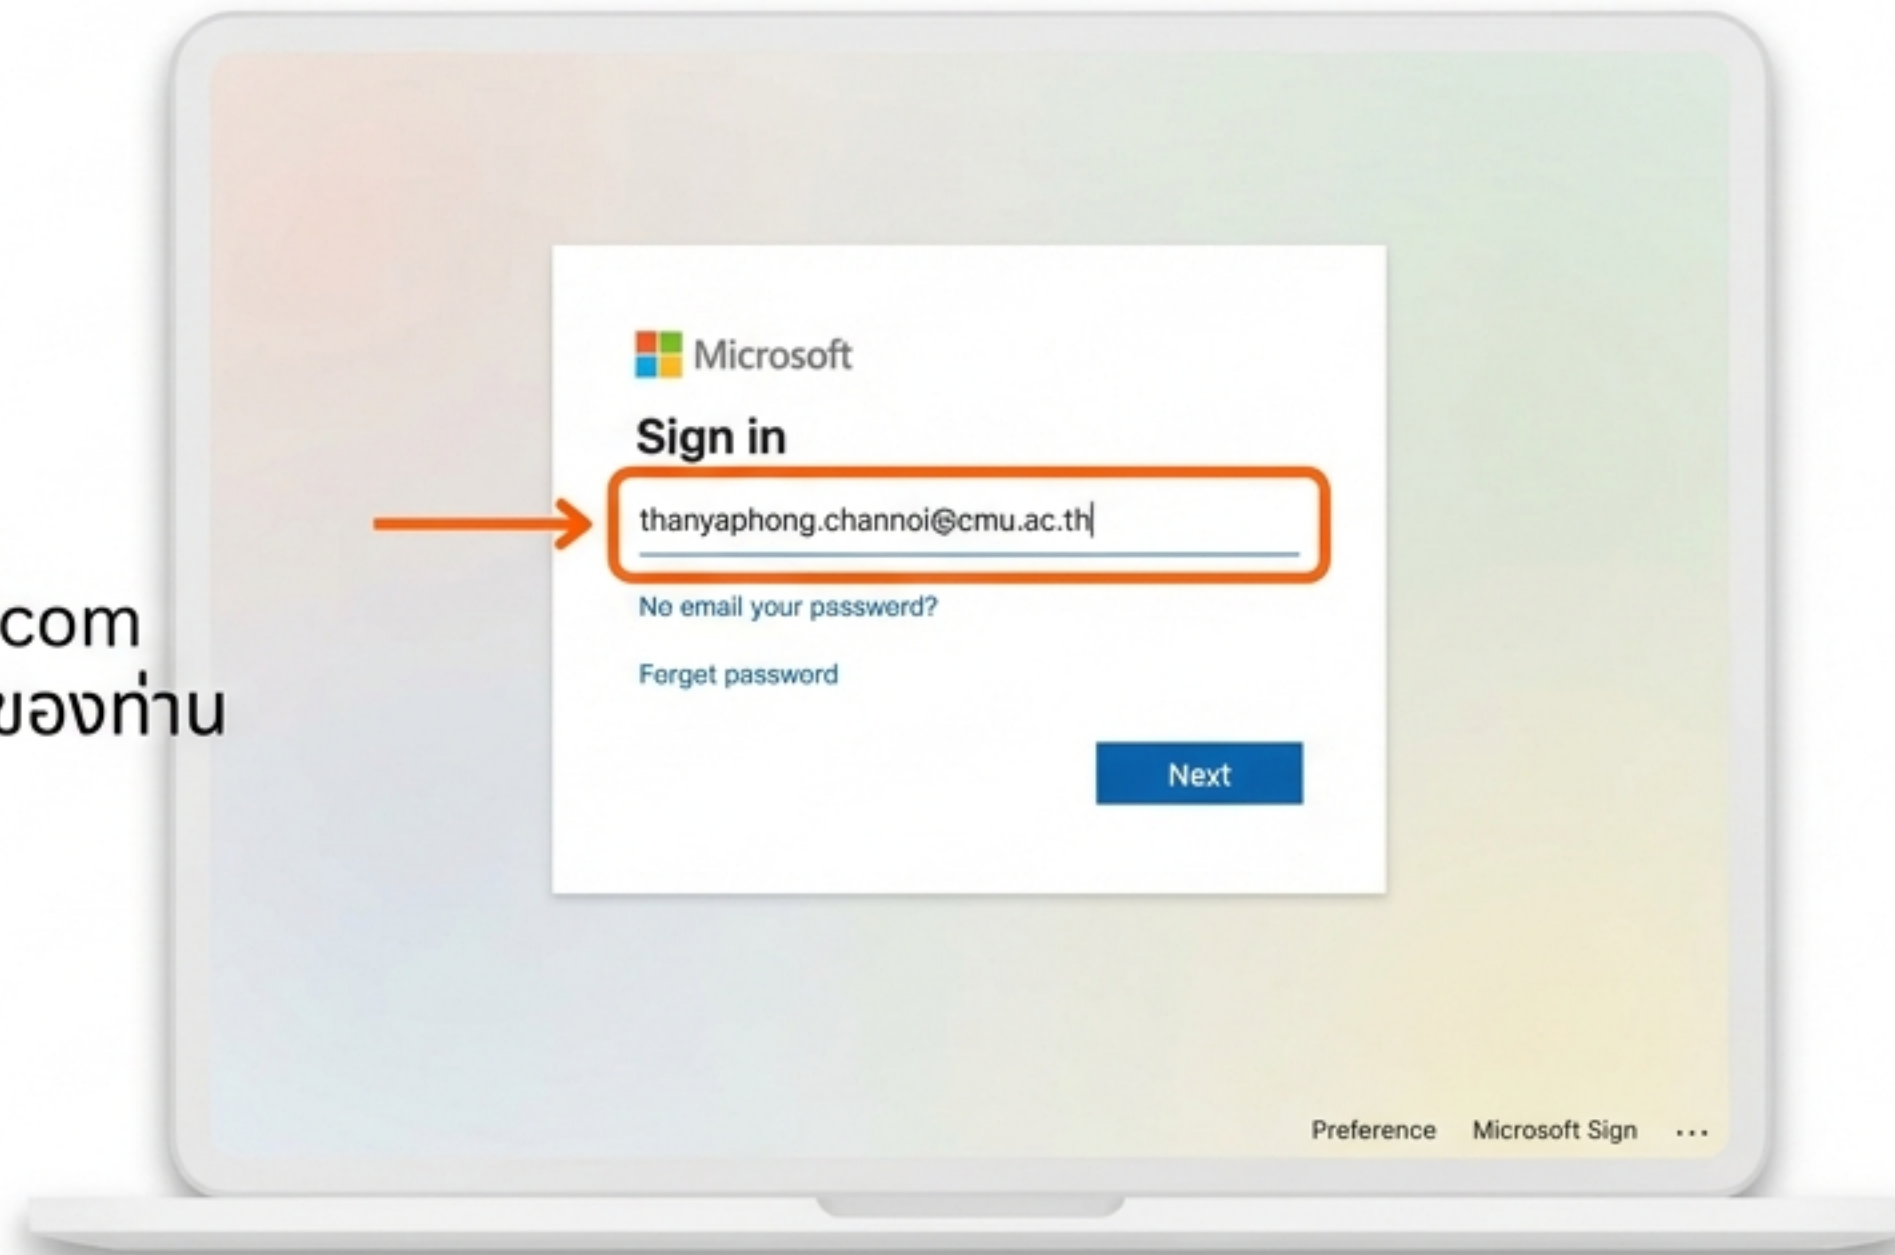 Microsoft
Sign in
thanyaphong.channoi@cmu.ac.th
No email your password?
.com
ของท่าน
Forget password
Next
Preference Microsoft Sign ...